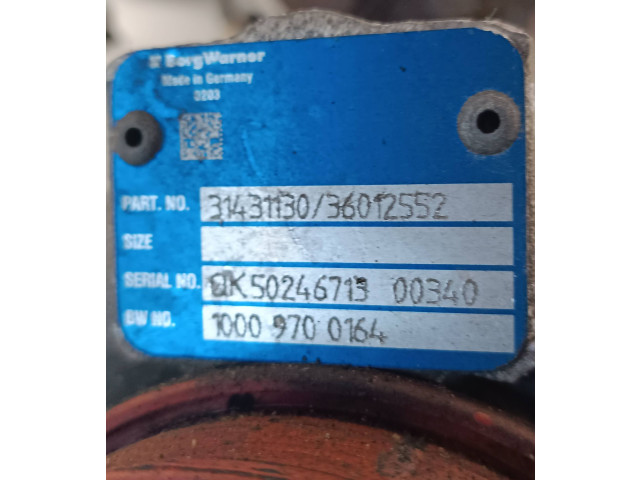 BorgWarner
Made in Germany
0203
PART. NO. 31431130/36012552
SIZE
SERIAL NO. 50246713 00340
BW NO. 1000 970 0164